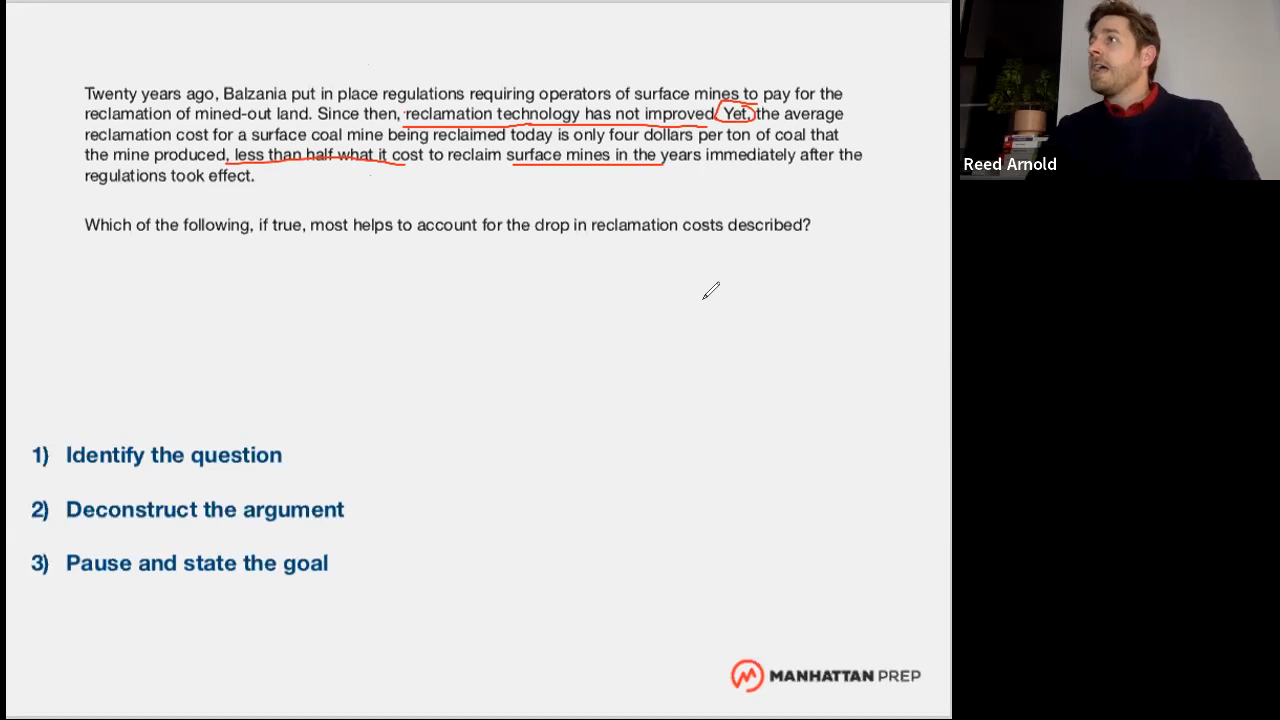 Twenty years ago, Balzania put in place regulations requiring operators of surface mines to pay for the
reclamation of mined-out land. Since then, reclamation technology has not improved. Yet, the average
reclamation cost for a surface coal mine being reclaimed today is only four dollars per ton of coal that
the mine produced, less than half what it cost to reclaim surface mines in the years immediately after the
regulations took effect.
Which of the following, if true, most helps to account for the drop in reclamation costs described?
1) Identify the question
2) Deconstruct the argument
3) Pause and state the goal
MANHATTAN PREP
Reed Arnold